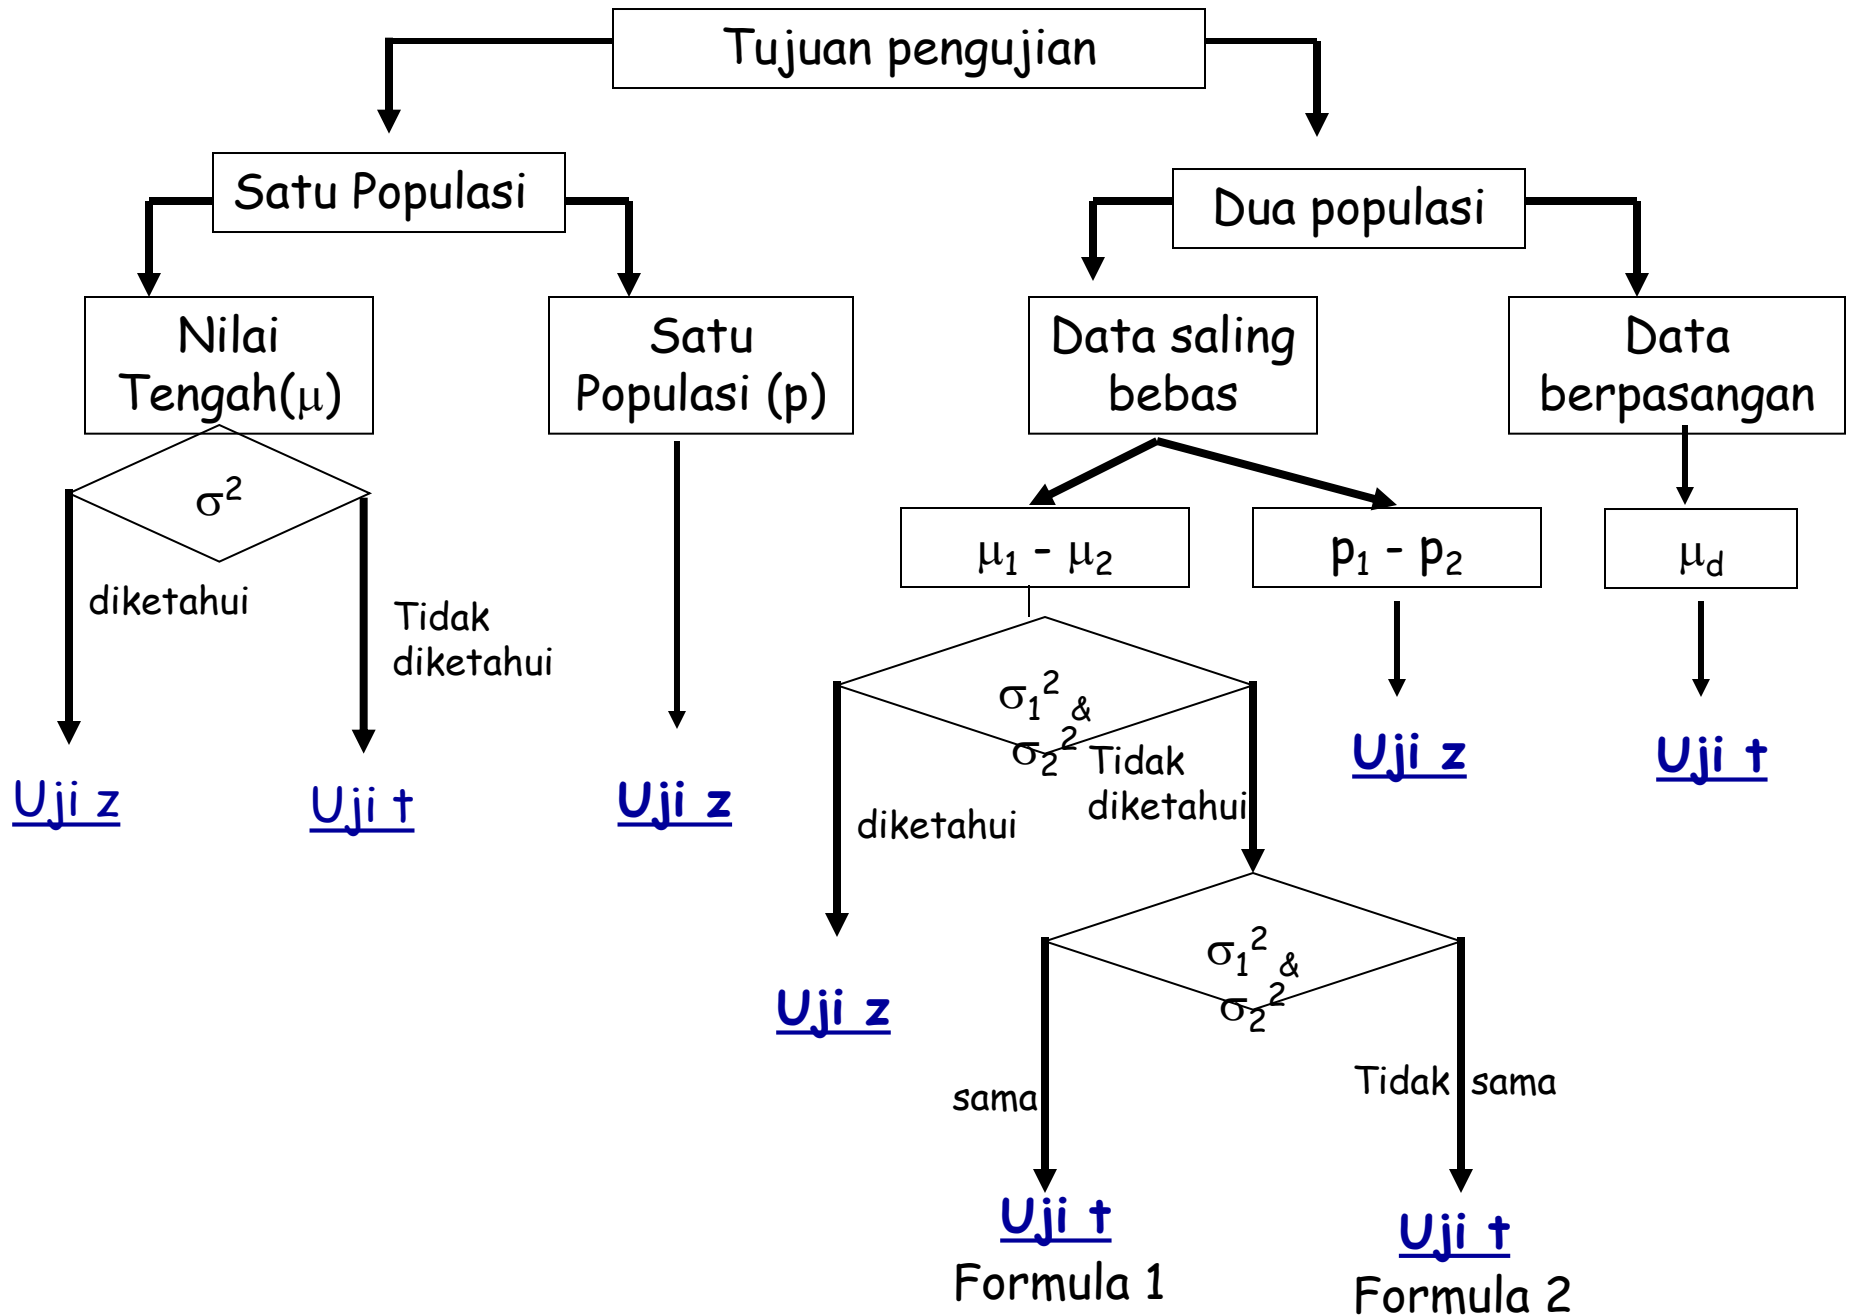 Tujuan pengujian
Satu Populasi
Dua populasi
Nilai
Tengah(μ)
Satu
Populasi (p)
Data saling
bebas
Data
berpasangan
σ²
μ₁ - μ₂
p₁ - p₂
μd
diketahui
Tidak
diketahui
σ₁² &
σ₂²
Tidak
diketahui
diketahui
Uji z
Uji t
Uji z
Uji z
Uji t
σ₁² &
σ₂²
Uji z
sama
Tidak sama
Uji t
Formula 1
Uji t
Formula 2